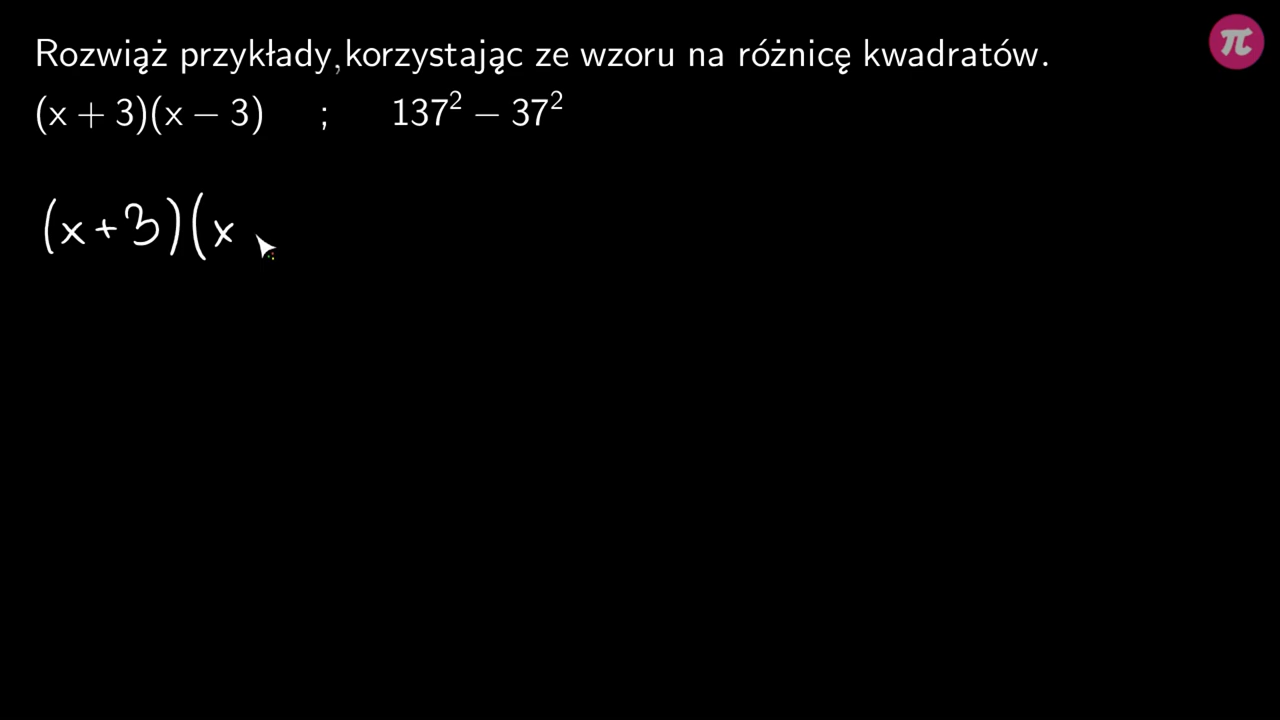 Rozwiąż przykłady,korzystając ze wzoru na różnicę kwadratów.
(x + 3)(x − 3) ; 137² − 37²
(x+3)(x
π